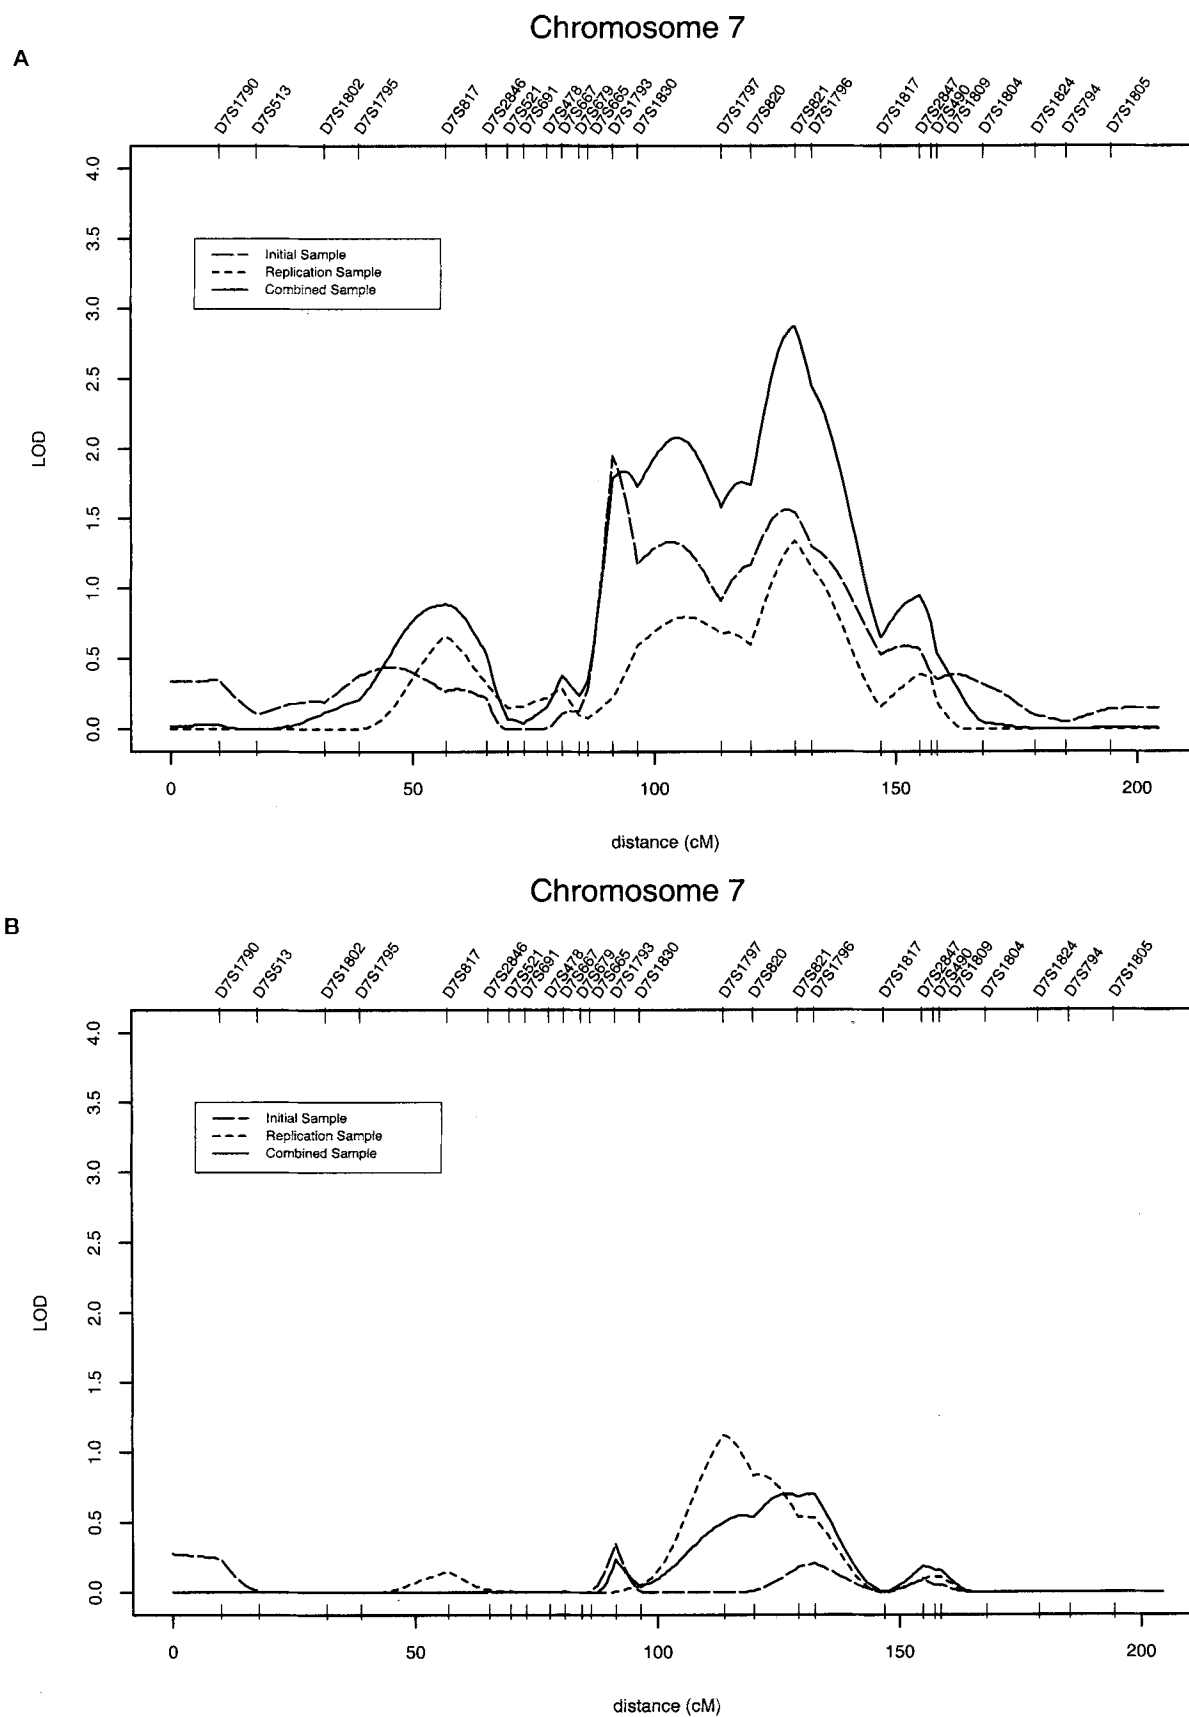 Chromosome 7
A
D7S1790 D7S513 D7S1802 D7S1795 D7S817 D7S2846 D7S521 D7S691 D7S478 D7S667 D7S679 D7S665 D7S1793 D7S1830 D7S1797 D7S820 D7S821 D7S1796 D7S1817 D7S2847 D7S490 D7S1809 D7S1804 D7S1824 D7S794 D7S1805
4.0
3.5
3.0
2.5
2.0
1.5
1.0
0.5
0.0
LOD
Initial Sample
Replication Sample
Combined Sample
0 50 100 150 200
distance (cM)
Chromosome 7
B
D7S1790 D7S513 D7S1802 D7S1795 D7S817 D7S2846 D7S521 D7S691 D7S478 D7S667 D7S679 D7S665 D7S1793 D7S1830 D7S1797 D7S820 D7S821 D7S1796 D7S1817 D7S2847 D7S490 D7S1809 D7S1804 D7S1824 D7S794 D7S1805
4.0
3.5
3.0
2.5
2.0
1.5
1.0
0.5
0.0
LOD
Initial Sample
Replication Sample
Combined Sample
0 50 100 150 200
distance (cM)